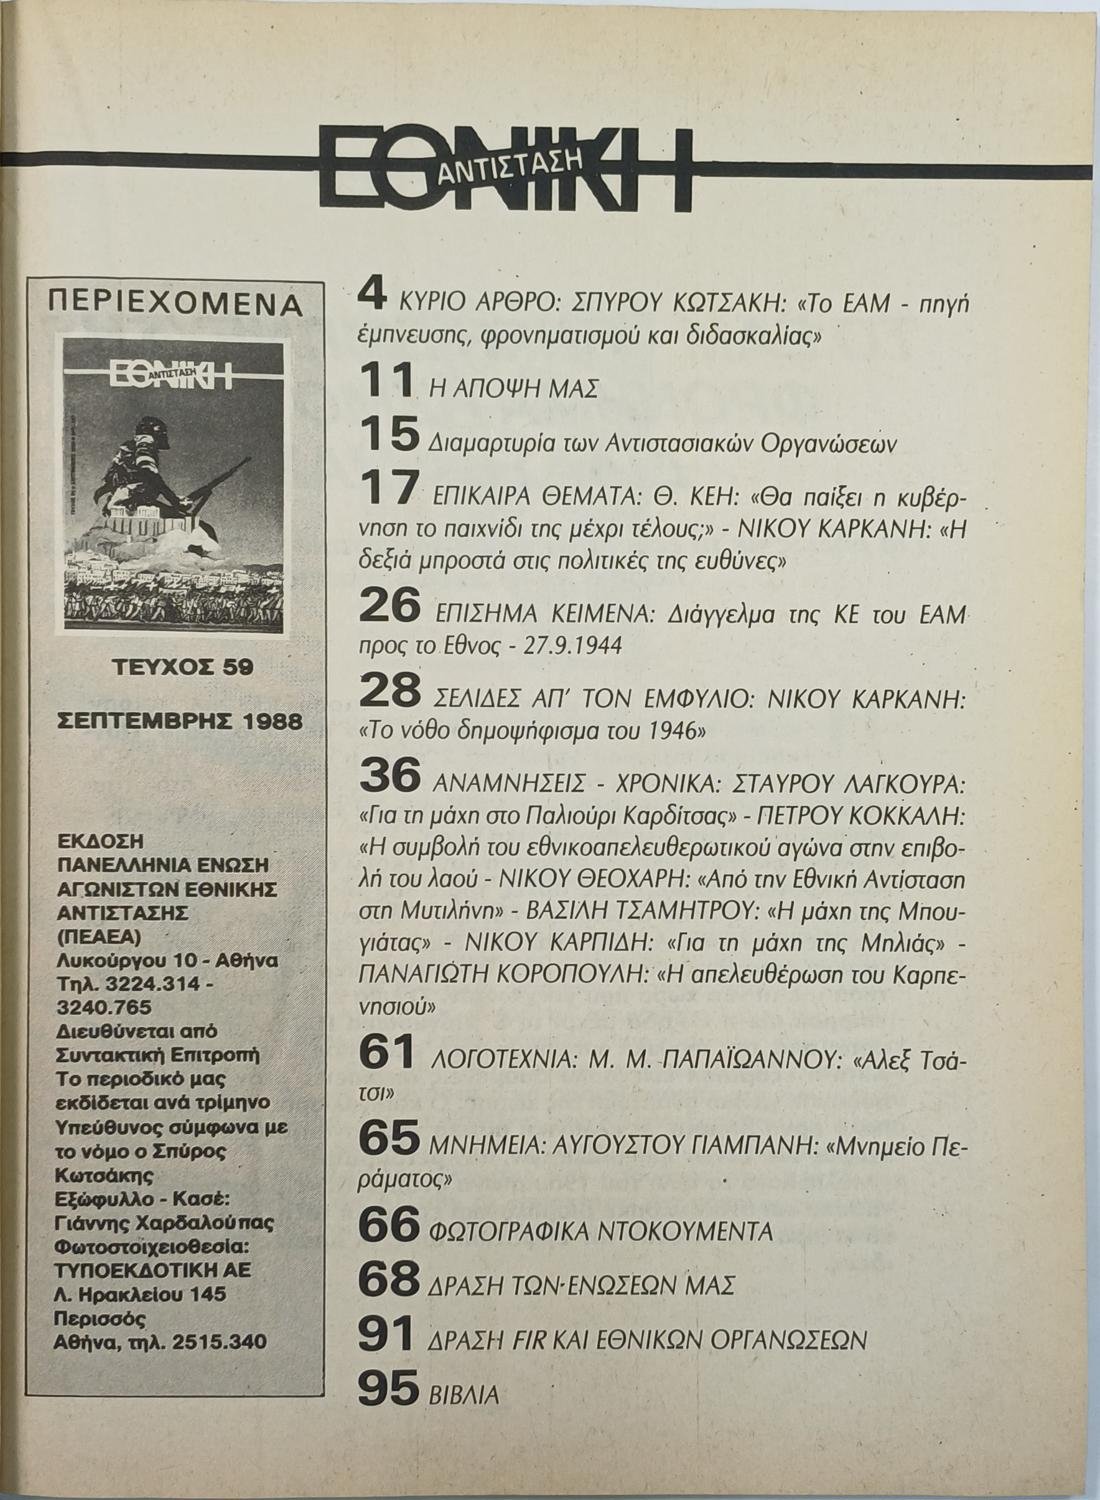 ΕΘΝΙΚΗ
ΑΝΤΙΣΤΑΣΗ
ΠΕΡΙΕΧΟΜΕΝΑ
ΕΘΝΙΚΗ
ΑΝΤΙΣΤΑΣΗ
ΤΕΥΧΟΣ 59
ΣΕΠΤΕΜΒΡΗΣ 1988
ΕΚΔΟΣΗ
ΠΑΝΕΛΛΗΝΙΑ ΕΝΩΣΗ
ΑΓΩΝΙΣΤΩΝ ΕΘΝΙΚΗΣ
ΑΝΤΙΣΤΑΣΗΣ
(ΠΕΑΕΑ)
Λυκούργου 10 - Αθήνα
Τηλ. 3224.314 -
3240.765
Διευθύνεται από
Συντακτική Επιτροπή
Το περιοδικό μας
εκδίδεται ανά τρίμηνο
Υπεύθυνος σύμφωνα με
το νόμο ο Σπύρος
Κωτσάκης
Εξώφυλλο - Κασέ:
Γιάννης Χαρδαλούπας
Φωτοστοιχειοθεσία:
ΤΥΠΟΕΚΔΟΤΙΚΗ ΑΕ
Λ. Ηρακλείου 145
Περισσός
Αθήνα, τηλ. 2515.340
4 ΚΥΡΙΟ ΑΡΘΡΟ: ΣΠΥΡΟΥ ΚΩΤΣΑΚΗ: «Το ΕΑΜ - πηγή
έμπνευσης, φρονηματισμού και διδασκαλίας»
11 Η ΑΠΟΨΗ ΜΑΣ
15 Διαμαρτυρία των Αντιστασιακών Οργανώσεων
17 ΕΠΙΚΑΙΡΑ ΘΕΜΑΤΑ: Θ. ΚΕΗ: «Θα παίξει η κυβέρ-
νηση το παιχνίδι της μέχρι τέλους;» - ΝΙΚΟΥ ΚΑΡΚΑΝΗ: «Η
δεξιά μπροστά στις πολιτικές της ευθύνες»
26 ΕΠΙΣΗΜΑ ΚΕΙΜΕΝΑ: Διάγγελμα της ΚΕ του ΕΑΜ
προς το Εθνος - 27.9.1944
28 ΣΕΛΙΔΕΣ ΑΠ' ΤΟΝ ΕΜΦΥΛΙΟ: ΝΙΚΟΥ ΚΑΡΚΑΝΗ:
«Το νόθο δημοψήφισμα του 1946»
36 ΑΝΑΜΝΗΣΕΙΣ - ΧΡΟΝΙΚΑ: ΣΤΑΥΡΟΥ ΛΑΓΚΟΥΡΑ:
«Για τη μάχη στο Παλιούρι Καρδίτσας» - ΠΕΤΡΟΥ ΚΟΚΚΑΛΗ:
«Η συμβολή του εθνικοαπελευθερωτικού αγώνα στην επιβο-
λή του λαού - ΝΙΚΟΥ ΘΕΟΧΑΡΗ: «Από την Εθνική Αντίσταση
στη Μυτιλήνη» - ΒΑΣΙΛΗ ΤΣΑΜΗΤΡΟΥ: «Η μάχη της Μπου-
γιάτας» - ΝΙΚΟΥ ΚΑΡΠΙΔΗ: «Για τη μάχη της Μηλιάς» -
ΠΑΝΑΓΙΩΤΗ ΚΟΡΟΠΟΥΛΗ: «Η απελευθέρωση του Καρπε-
νησιού»
61 ΛΟΓΟΤΕΧΝΙΑ: Μ. Μ. ΠΑΠΑΪΩΑΝΝΟΥ: «Αλεξ Τσά-
τσι»
65 ΜΝΗΜΕΙΑ: ΑΥΓΟΥΣΤΟΥ ΓΙΑΜΠΑΝΗ: «Μνημείο Πε-
ράματος»
66 ΦΩΤΟΓΡΑΦΙΚΑ ΝΤΟΚΟΥΜΕΝΤΑ
68 ΔΡΑΣΗ ΤΩΝ ΕΝΩΣΕΩΝ ΜΑΣ
91 ΔΡΑΣΗ FIR ΚΑΙ ΕΘΝΙΚΩΝ ΟΡΓΑΝΩΣΕΩΝ
95 ΒΙΒΛΙΑ